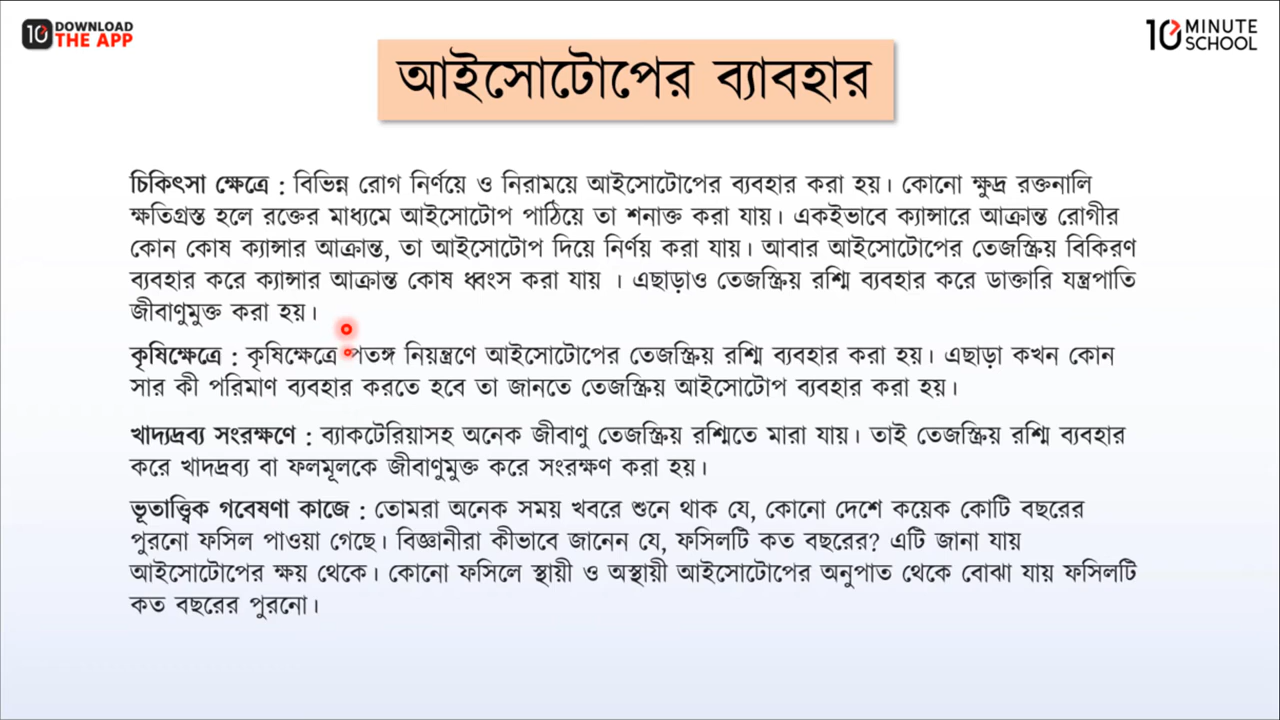 DOWNLOAD
THE APP
10 MINUTE
SCHOOL
আইসোটোপের ব্যাবহার
চিকিৎসা ক্ষেত্রে : বিভিন্ন রোগ নির্ণয়ে ও নিরাময়ে আইসোটোপের ব্যবহার করা হয়। কোনো ক্ষুদ্র রক্তনালি
ক্ষতিগ্রস্ত হলে রক্তের মাধ্যমে আইসোটোপ পাঠিয়ে তা শনাক্ত করা যায়। একইভাবে ক্যান্সারে আক্রান্ত রোগীর
কোন কোষ ক্যান্সার আক্রান্ত, তা আইসোটোপ দিয়ে নির্ণয় করা যায়। আবার আইসোটোপের তেজস্ক্রিয় বিকিরণ
ব্যবহার করে ক্যান্সার আক্রান্ত কোষ ধ্বংস করা যায় । এছাড়াও তেজস্ক্রিয় রশ্মি ব্যবহার করে ডাক্তারি যন্ত্রপাতি
জীবাণুমুক্ত করা হয়।
কৃষিক্ষেত্রে : কৃষিক্ষেত্রে পতঙ্গ নিয়ন্ত্রণে আইসোটোপের তেজস্ক্রিয় রশ্মি ব্যবহার করা হয়। এছাড়া কখন কোন
সার কী পরিমাণ ব্যবহার করতে হবে তা জানতে তেজস্ক্রিয় আইসোটোপ ব্যবহার করা হয়।
খাদ্যদ্রব্য সংরক্ষণে : ব্যাকটেরিয়াসহ অনেক জীবাণু তেজস্ক্রিয় রশ্মিতে মারা যায়। তাই তেজস্ক্রিয় রশ্মি ব্যবহার
করে খাদদ্রব্য বা ফলমূলকে জীবাণুমুক্ত করে সংরক্ষণ করা হয়।
ভূতাত্ত্বিক গবেষণা কাজে : তোমরা অনেক সময় খবরে শুনে থাক যে, কোনো দেশে কয়েক কোটি বছরের
পুরনো ফসিল পাওয়া গেছে। বিজ্ঞানীরা কীভাবে জানেন যে, ফসিলটি কত বছরের? এটি জানা যায়
আইসোটোপের ক্ষয় থেকে। কোনো ফসিলে স্থায়ী ও অস্থায়ী আইসোটোপের অনুপাত থেকে বোঝা যায় ফসিলটি
কত বছরের পুরনো।